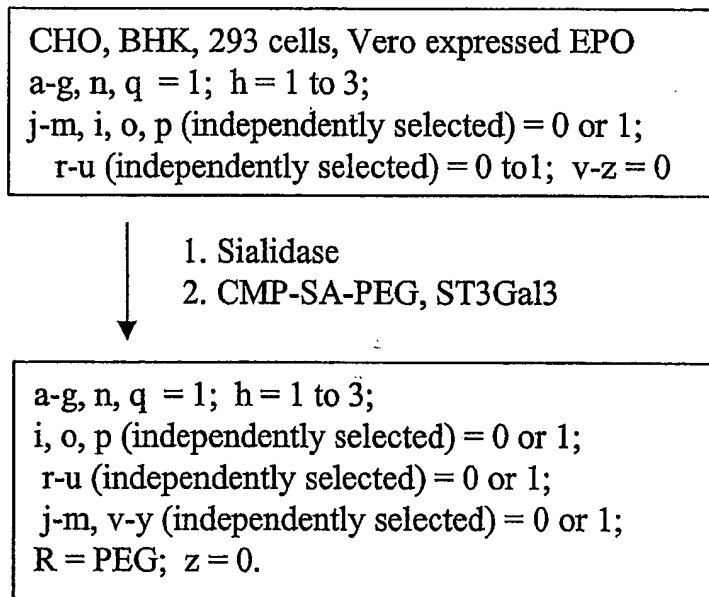 CHO, BHK, 293 cells, Vero expressed EPO
a-g, n, q = 1; h = 1 to 3;
j-m, i, o, p (independently selected) = 0 or 1;
r-u (independently selected) = 0 to1; v-z = 0
1. Sialidase
2. CMP-SA-PEG, ST3Gal3
a-g, n, q = 1; h = 1 to 3;
i, o, p (independently selected) = 0 or 1;
r-u (independently selected) = 0 or 1;
j-m, v-y (independently selected) = 0 or 1;
R = PEG; z = 0.